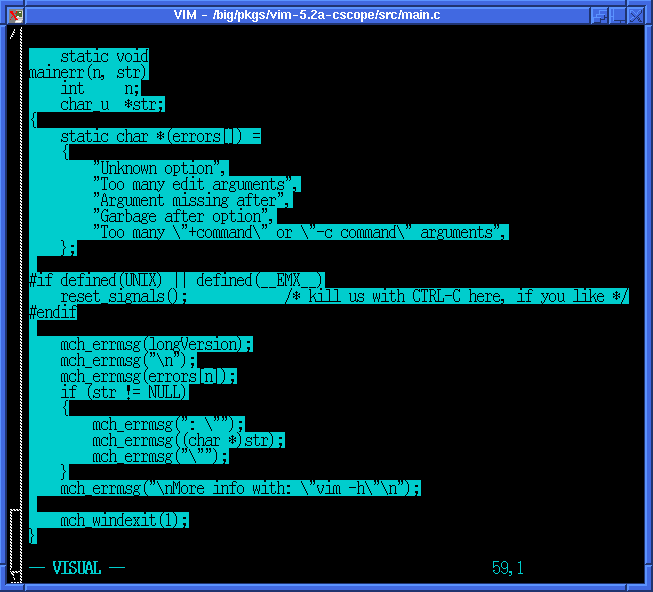 VIM - /big/pkgs/vim-5.2a-cscope/src/main.c
    static void
mainerr(n, str)
    int     n;
    char_u  *str;
{
    static char *(errors[]) =
    {
        "Unknown option",
        "Too many edit arguments",
        "Argument missing after",
        "Garbage after option",
        "Too many \"+command\" or \"-c command\" arguments",
    };
#if defined(UNIX) || defined(__EMX__)
    reset_signals();            /* kill us with CTRL-C here, if you like */
#endif
    mch_errmsg(longVersion);
    mch_errmsg("\n");
    mch_errmsg(errors[n]);
    if (str != NULL)
    {
        mch_errmsg(": \"");
        mch_errmsg((char *)str);
        mch_errmsg("\"");
    }
    mch_errmsg("\nMore info with: \"vim -h\"\n");
    mch_windexit(1);
}
-- VISUAL --                                              59,1